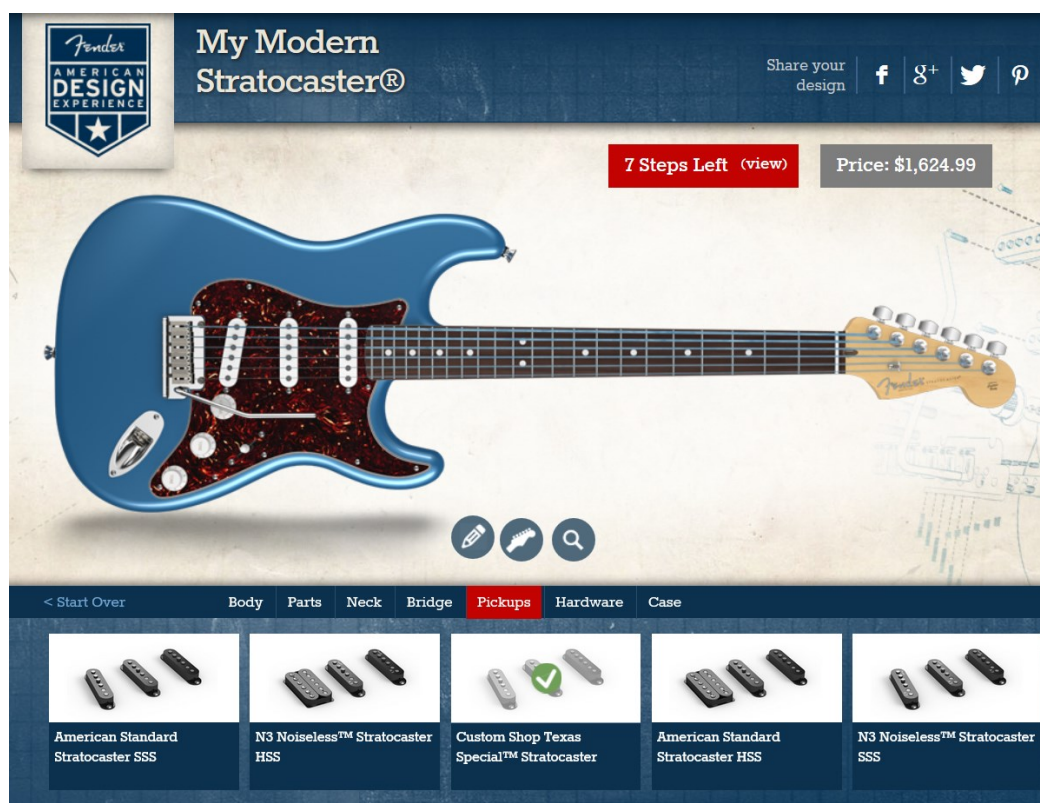 Fender
AMERICAN
DESIGN
EXPERIENCE
My Modern
Stratocaster®
Share your
design
f
g+
7 Steps Left (view)
Price: $1,624.99
Fender
< Start Over
Body
Parts
Neck
Bridge
Pickups
Hardware
Case
American Standard
Stratocaster SSS
N3 Noiseless™ Stratocaster
HSS
Custom Shop Texas
Special™ Stratocaster
American Standard
Stratocaster HSS
N3 Noiseless™ Stratocaster
SSS